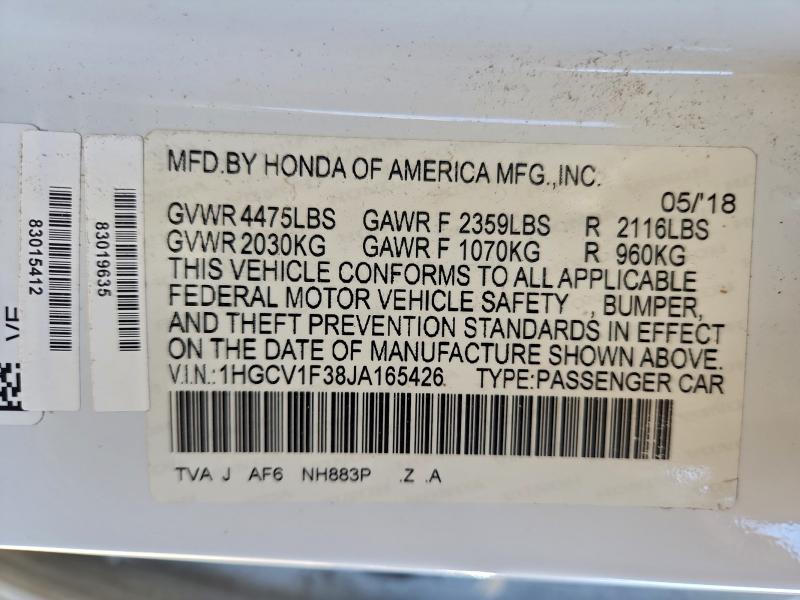 MFD.BY HONDA OF AMERICA MFG.,INC.
05/'18
GVWR 4475LBS GAWR F 2359LBS R 2116LBS
GVWR 2030KG GAWR F 1070KG R 960KG
THIS VEHICLE CONFORMS TO ALL APPLICABLE
FEDERAL MOTOR VEHICLE SAFETY , BUMPER,
AND THEFT PREVENTION STANDARDS IN EFFECT
ON THE DATE OF MANUFACTURE SHOWN ABOVE.
V.I.N.: 1HGCV1F38JA165426 TYPE:PASSENGER CAR
TVA J AF6 NH883P .Z .A
83015412
83019635